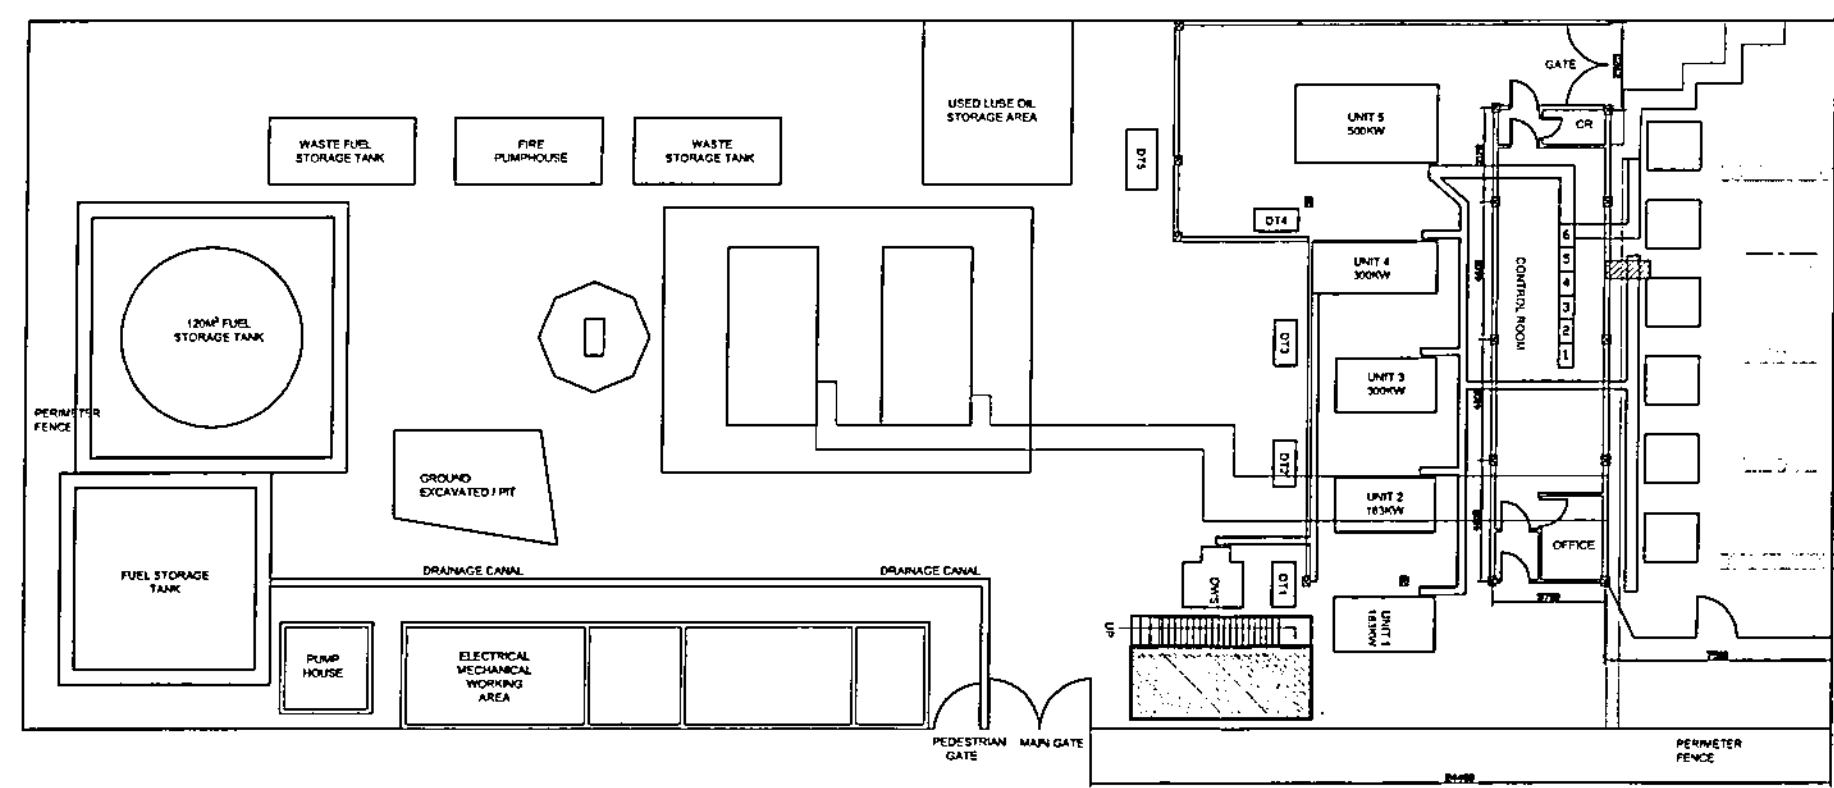 GATE
USED LUBE OIL
STORAGE AREA
UNIT 5
500KW
CR
WASTE FUEL
STORAGE TANK
FIRE
PUMPHOUSE
WASTE
STORAGE TANK
DT5
DT4
6
5
4
3
2
1
CONTROL ROOM
UNIT 4
300KW
120M³ FUEL
STORAGE TANK
DT3
UNIT 3
300KW
PERIMETER
FENCE
GROUND
EXCAVATED / PIT
DT2
UNIT 2
163KW
OFFICE
FUEL STORAGE
TANK
DRAINAGE CANAL
DRAINAGE CANAL
DWS
DT1
UP
UNIT 1
163KW
PUMP
HOUSE
ELECTRICAL
MECHANICAL
WORKING
AREA
PEDESTRIAN
GATE
MAIN GATE
PERIMETER
FENCE